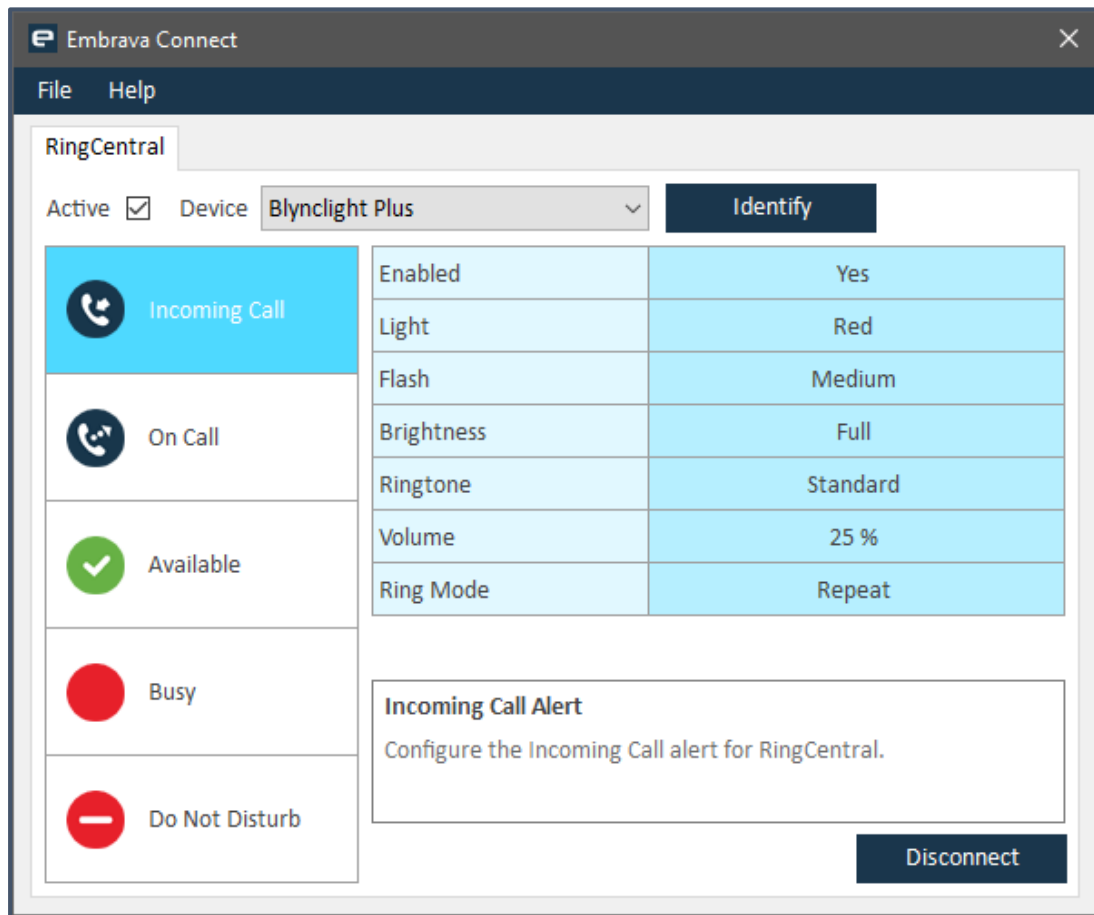 Embrava Connect
File Help
RingCentral
Active Device Blynclight Plus Identify
Incoming Call
On Call
Available
Busy
Do Not Disturb
Enabled Yes
Light Red
Flash Medium
Brightness Full
Ringtone Standard
Volume 25 %
Ring Mode Repeat
Incoming Call Alert
Configure the Incoming Call alert for RingCentral.
Disconnect